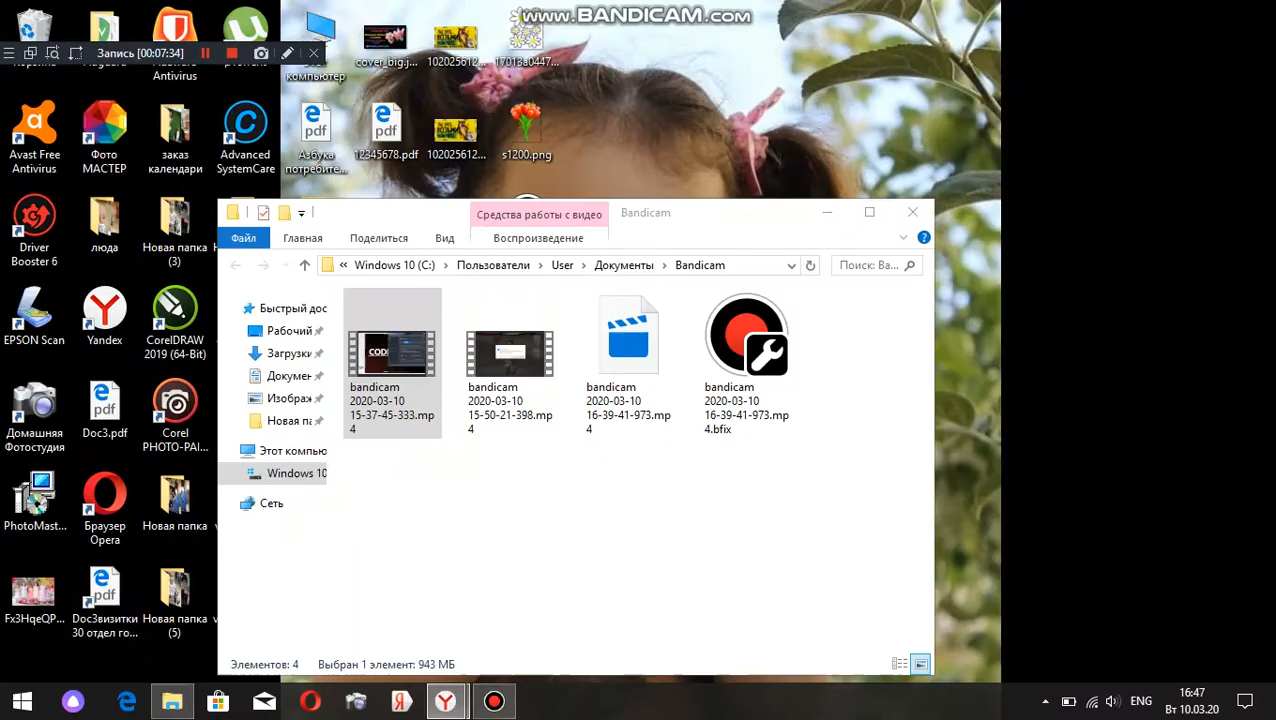 www.BANDICAM.com
Запись [00:07:34]
компьютер
cover_big.j...
102025612...
17013a0447...
Antivirus
Avast Free
Antivirus
Фото
МАСТЕР
заказ
календари
Advanced
SystemCare
Азбука
потребите...
12345678.pdf
102025612...
s1200.png
Driver
Booster 6
люда
Новая папка
(3)
EPSON Scan
Yandex
CorelDRAW
2019 (64-Bit)
Домашняя
Фотостудия
Doc3.pdf
Corel
PHOTO-PAI...
PhotoMast...
Браузер
Opera
Новая папка
Fx3HqeQP...
Doc3визитки
30 отдел го...
Новая папка
(5)
Средства работы с видео
Bandicam
Файл
Главная
Поделиться
Вид
Воспроизведение
« Windows 10 (C:) › Пользователи › User › Документы › Bandicam
Поиск: Ba...
Быстрый дос
Рабочий
Загрузки
Докумен
Изображ
Новая па
Этот компью
Windows 10
Сеть
bandicam
2020-03-10
15-37-45-333.mp
4
bandicam
2020-03-10
15-50-21-398.mp
4
bandicam
2020-03-10
16-39-41-973.mp
4
bandicam
2020-03-10
16-39-41-973.mp
4.bfix
Элементов: 4
Выбран 1 элемент: 943 МБ
ENG
16:47
Вт 10.03.20